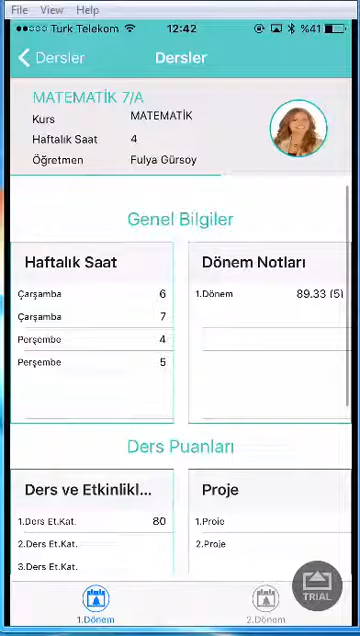 File View Help
Turk Telekom 12:42 %41
Dersler Dersler
MATEMATİK 7/A
Kurs MATEMATİK
Haftalık Saat 4
Öğretmen Fulya Gürsoy
Genel Bilgiler
Haftalık Saat
Çarşamba 6
Çarşamba 7
Perşembe 4
Perşembe 5
Dönem Notları
1.Dönem 89.33 (5)
Ders Puanları
Ders ve Etkinlikl...
1.Ders Et.Kat. 80
2.Ders Et.Kat.
3.Ders Et.Kat.
Proje
1.Proje
2.Proje
1.Dönem 2.Dönem
TRIAL